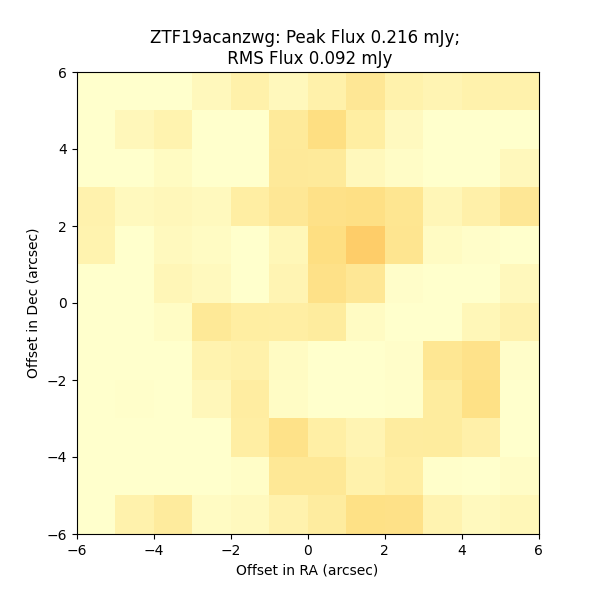 ZTF19acanzwg: Peak Flux 0.216 mJy;
RMS Flux 0.092 mJy
6
4
2
0
−2
−4
−6
Offset in Dec (arcsec)
−6 −4 −2 0 2 4 6
Offset in RA (arcsec)